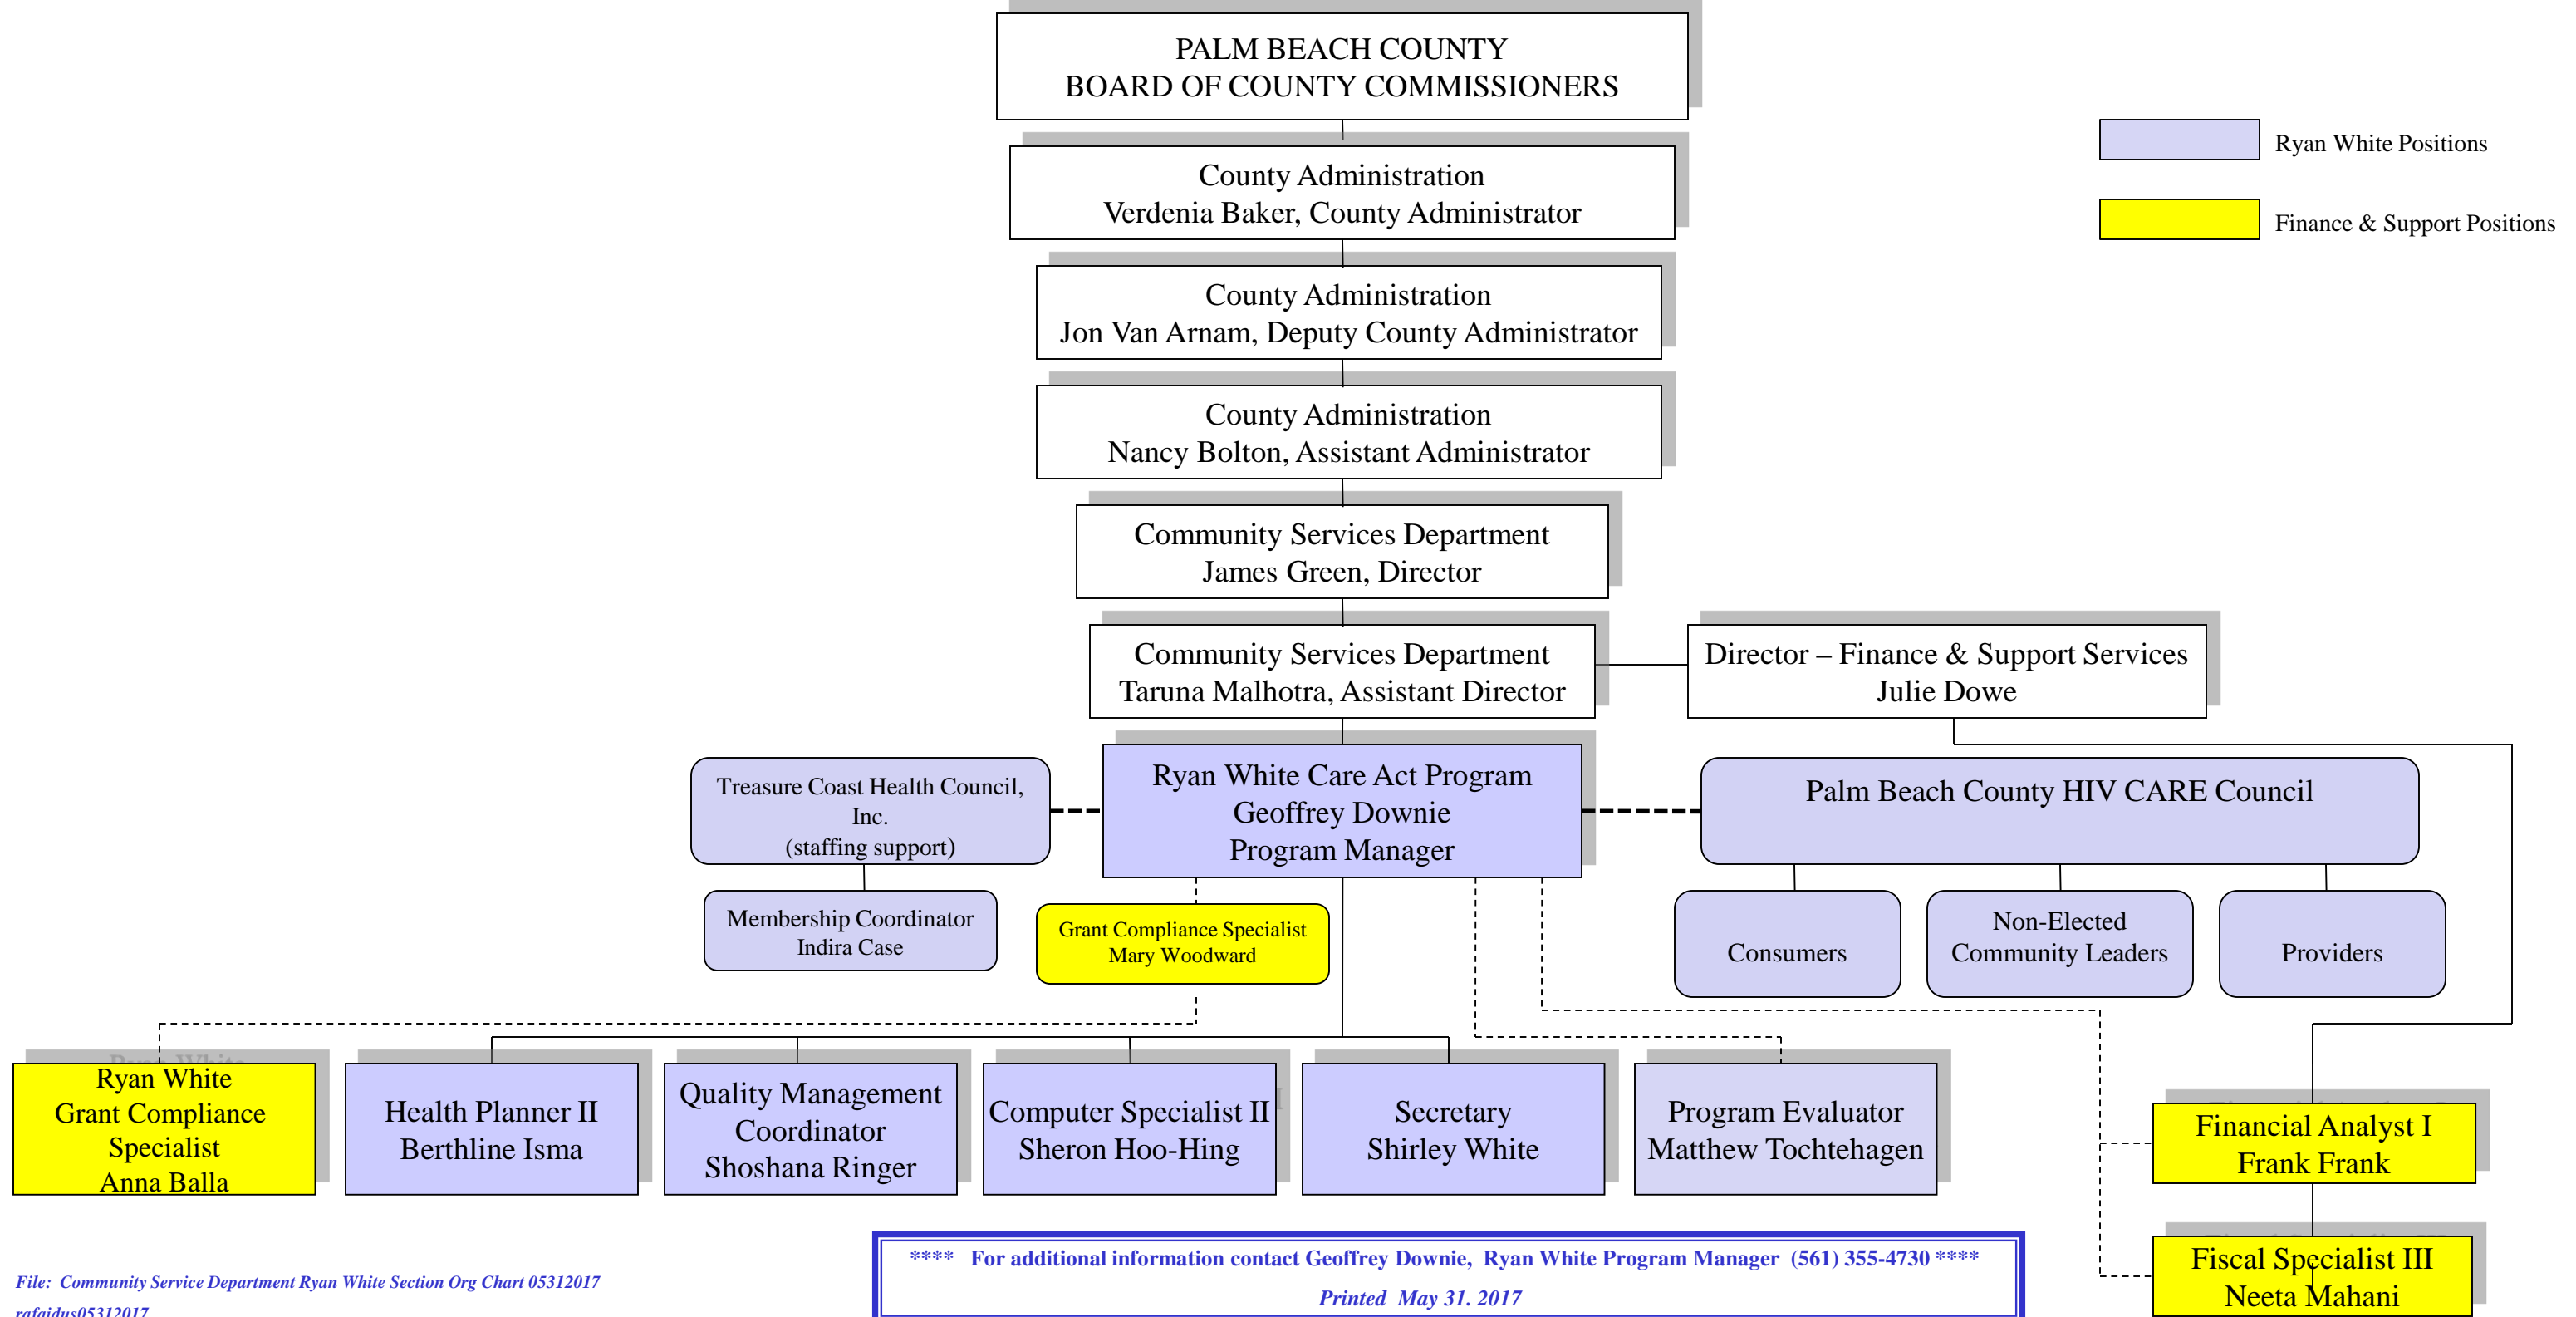 PALM BEACH COUNTY
BOARD OF COUNTY COMMISSIONERS
Ryan White Positions
County Administration
Verdenia Baker, County Administrator
Finance & Support Positions
County Administration
Jon Van Arnam, Deputy County Administrator
County Administration
Nancy Bolton, Assistant Administrator
Community Services Department
James Green, Director
Community Services Department
Taruna Malhotra, Assistant Director
Director – Finance & Support Services
Julie Dowe
Treasure Coast Health Council,
Inc.
(staffing support)
Ryan White Care Act Program
Geoffrey Downie
Program Manager
Palm Beach County HIV CARE Council
Membership Coordinator
Indira Case
Grant Compliance Specialist
Mary Woodward
Consumers
Non-Elected
Community Leaders
Providers
Ryan White
Grant Compliance
Specialist
Anna Balla
Health Planner II
Berthline Isma
Quality Management
Coordinator
Shoshana Ringer
Computer Specialist II
Sheron Hoo-Hing
Secretary
Shirley White
Program Evaluator
Matthew Tochtehagen
Financial Analyst I
Frank Frank
Fiscal Specialist III
Neeta Mahani
**** For additional information contact Geoffrey Downie, Ryan White Program Manager (561) 355-4730 ****
Printed May 31. 2017
File: Community Service Department Ryan White Section Org Chart 05312017
rafaidus05312017